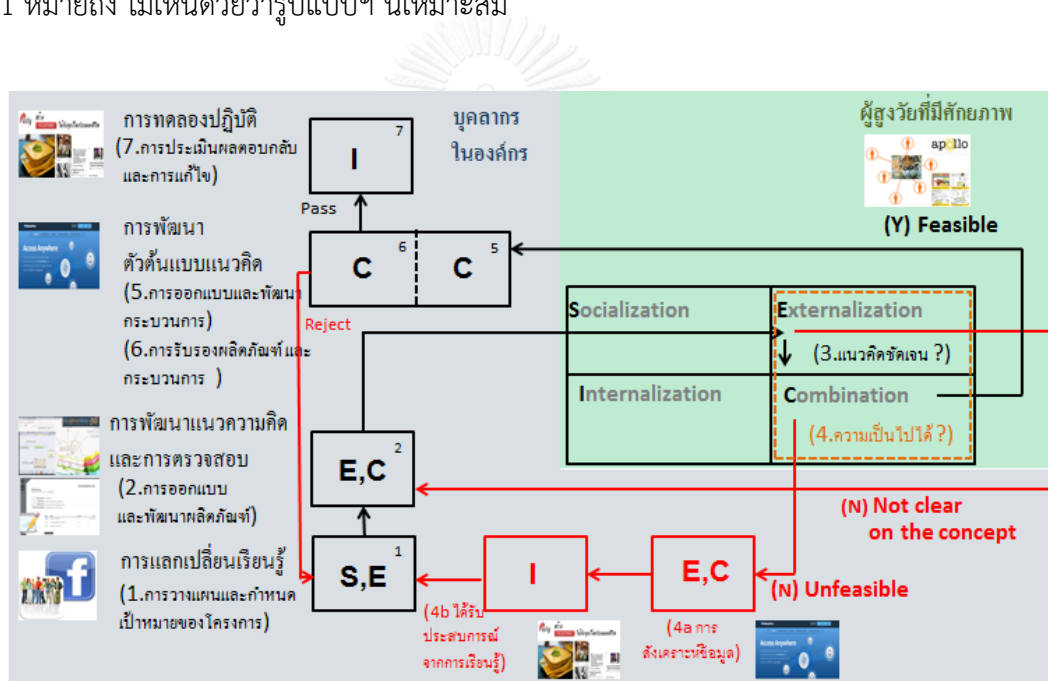 1 หมายถึง ไม่เห็นด้วยว่ารูปแบบฯ นี้เหมาะสม
การทดลองปฏิบัติ
(7.การประเมินผลตอบกลับ
และการแก้ไข)
I
7
บุคลากร
ในองค์กร
ผู้สูงวัยที่มีศักยภาพ
apollo
(Y) Feasible
Pass
การพัฒนา
ตัวต้นแบบแนวคิด
(5.การออกแบบและพัฒนา
กระบวนการ)
(6.การรับรองผลิตภัณฑ์และ
กระบวนการ )
C
6
C
5
Reject
Socialization
Externalization
(3.แนวคิดชัดเจน ?)
Internalization
Combination
(4.ความเป็นไปได้ ?)
การพัฒนาแนวความคิด
และการตรวจสอบ
(2.การออกแบบ
และพัฒนาผลิตภัณฑ์)
E,C
2
(N) Not clear
on the concept
การแลกเปลี่ยนเรียนรู้
(1.การวางแผนและกำหนด
เป้าหมายของโครงการ)
S,E
1
I
E,C
(N) Unfeasible
(4b ได้รับ
ประสบการณ์
จากการเรียนรู้)
(4a การ
สังเคราะห์ข้อมูล)